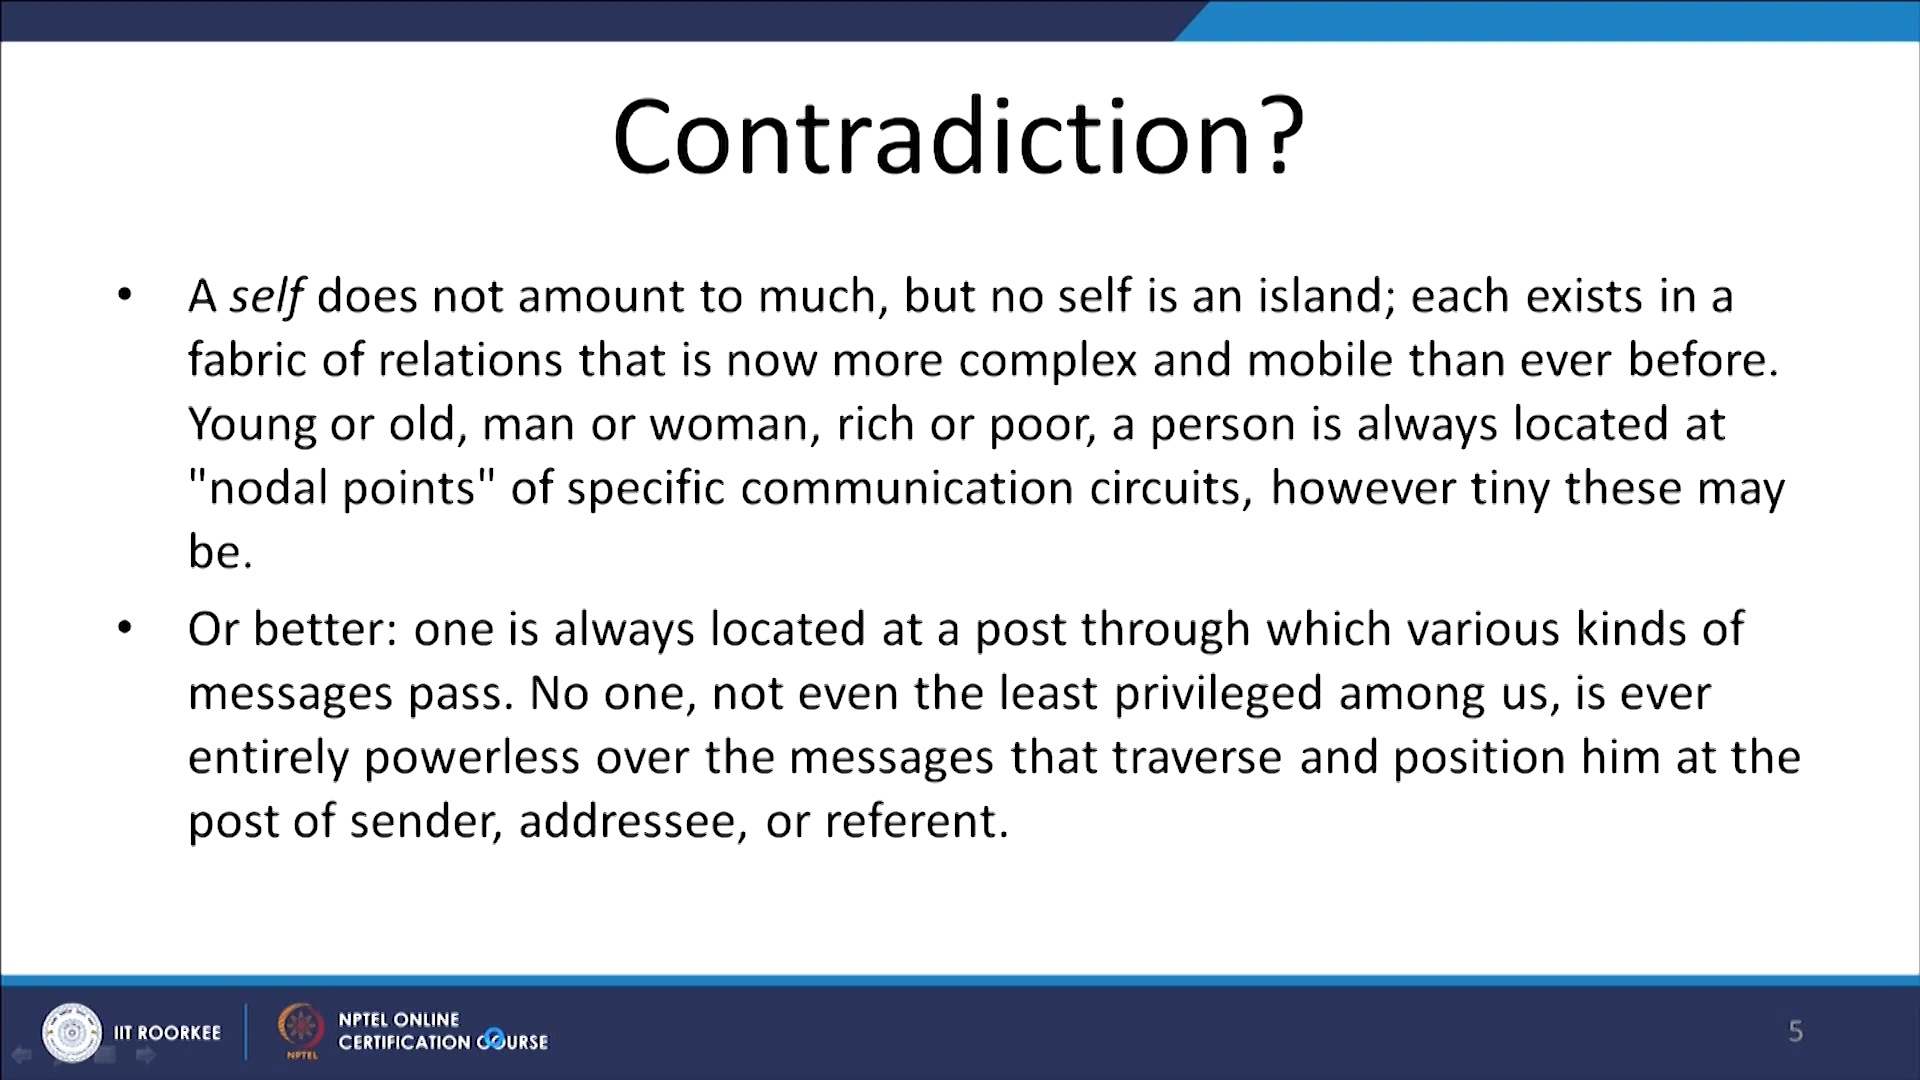 Contradiction?
• A self does not amount to much, but no self is an island; each exists in a
fabric of relations that is now more complex and mobile than ever before.
Young or old, man or woman, rich or poor, a person is always located at
"nodal points" of specific communication circuits, however tiny these may
be.
• Or better: one is always located at a post through which various kinds of
messages pass. No one, not even the least privileged among us, is ever
entirely powerless over the messages that traverse and position him at the
post of sender, addressee, or referent.
IIT ROORKEE
NPTEL
NPTEL ONLINE
CERTIFICATION COURSE
5